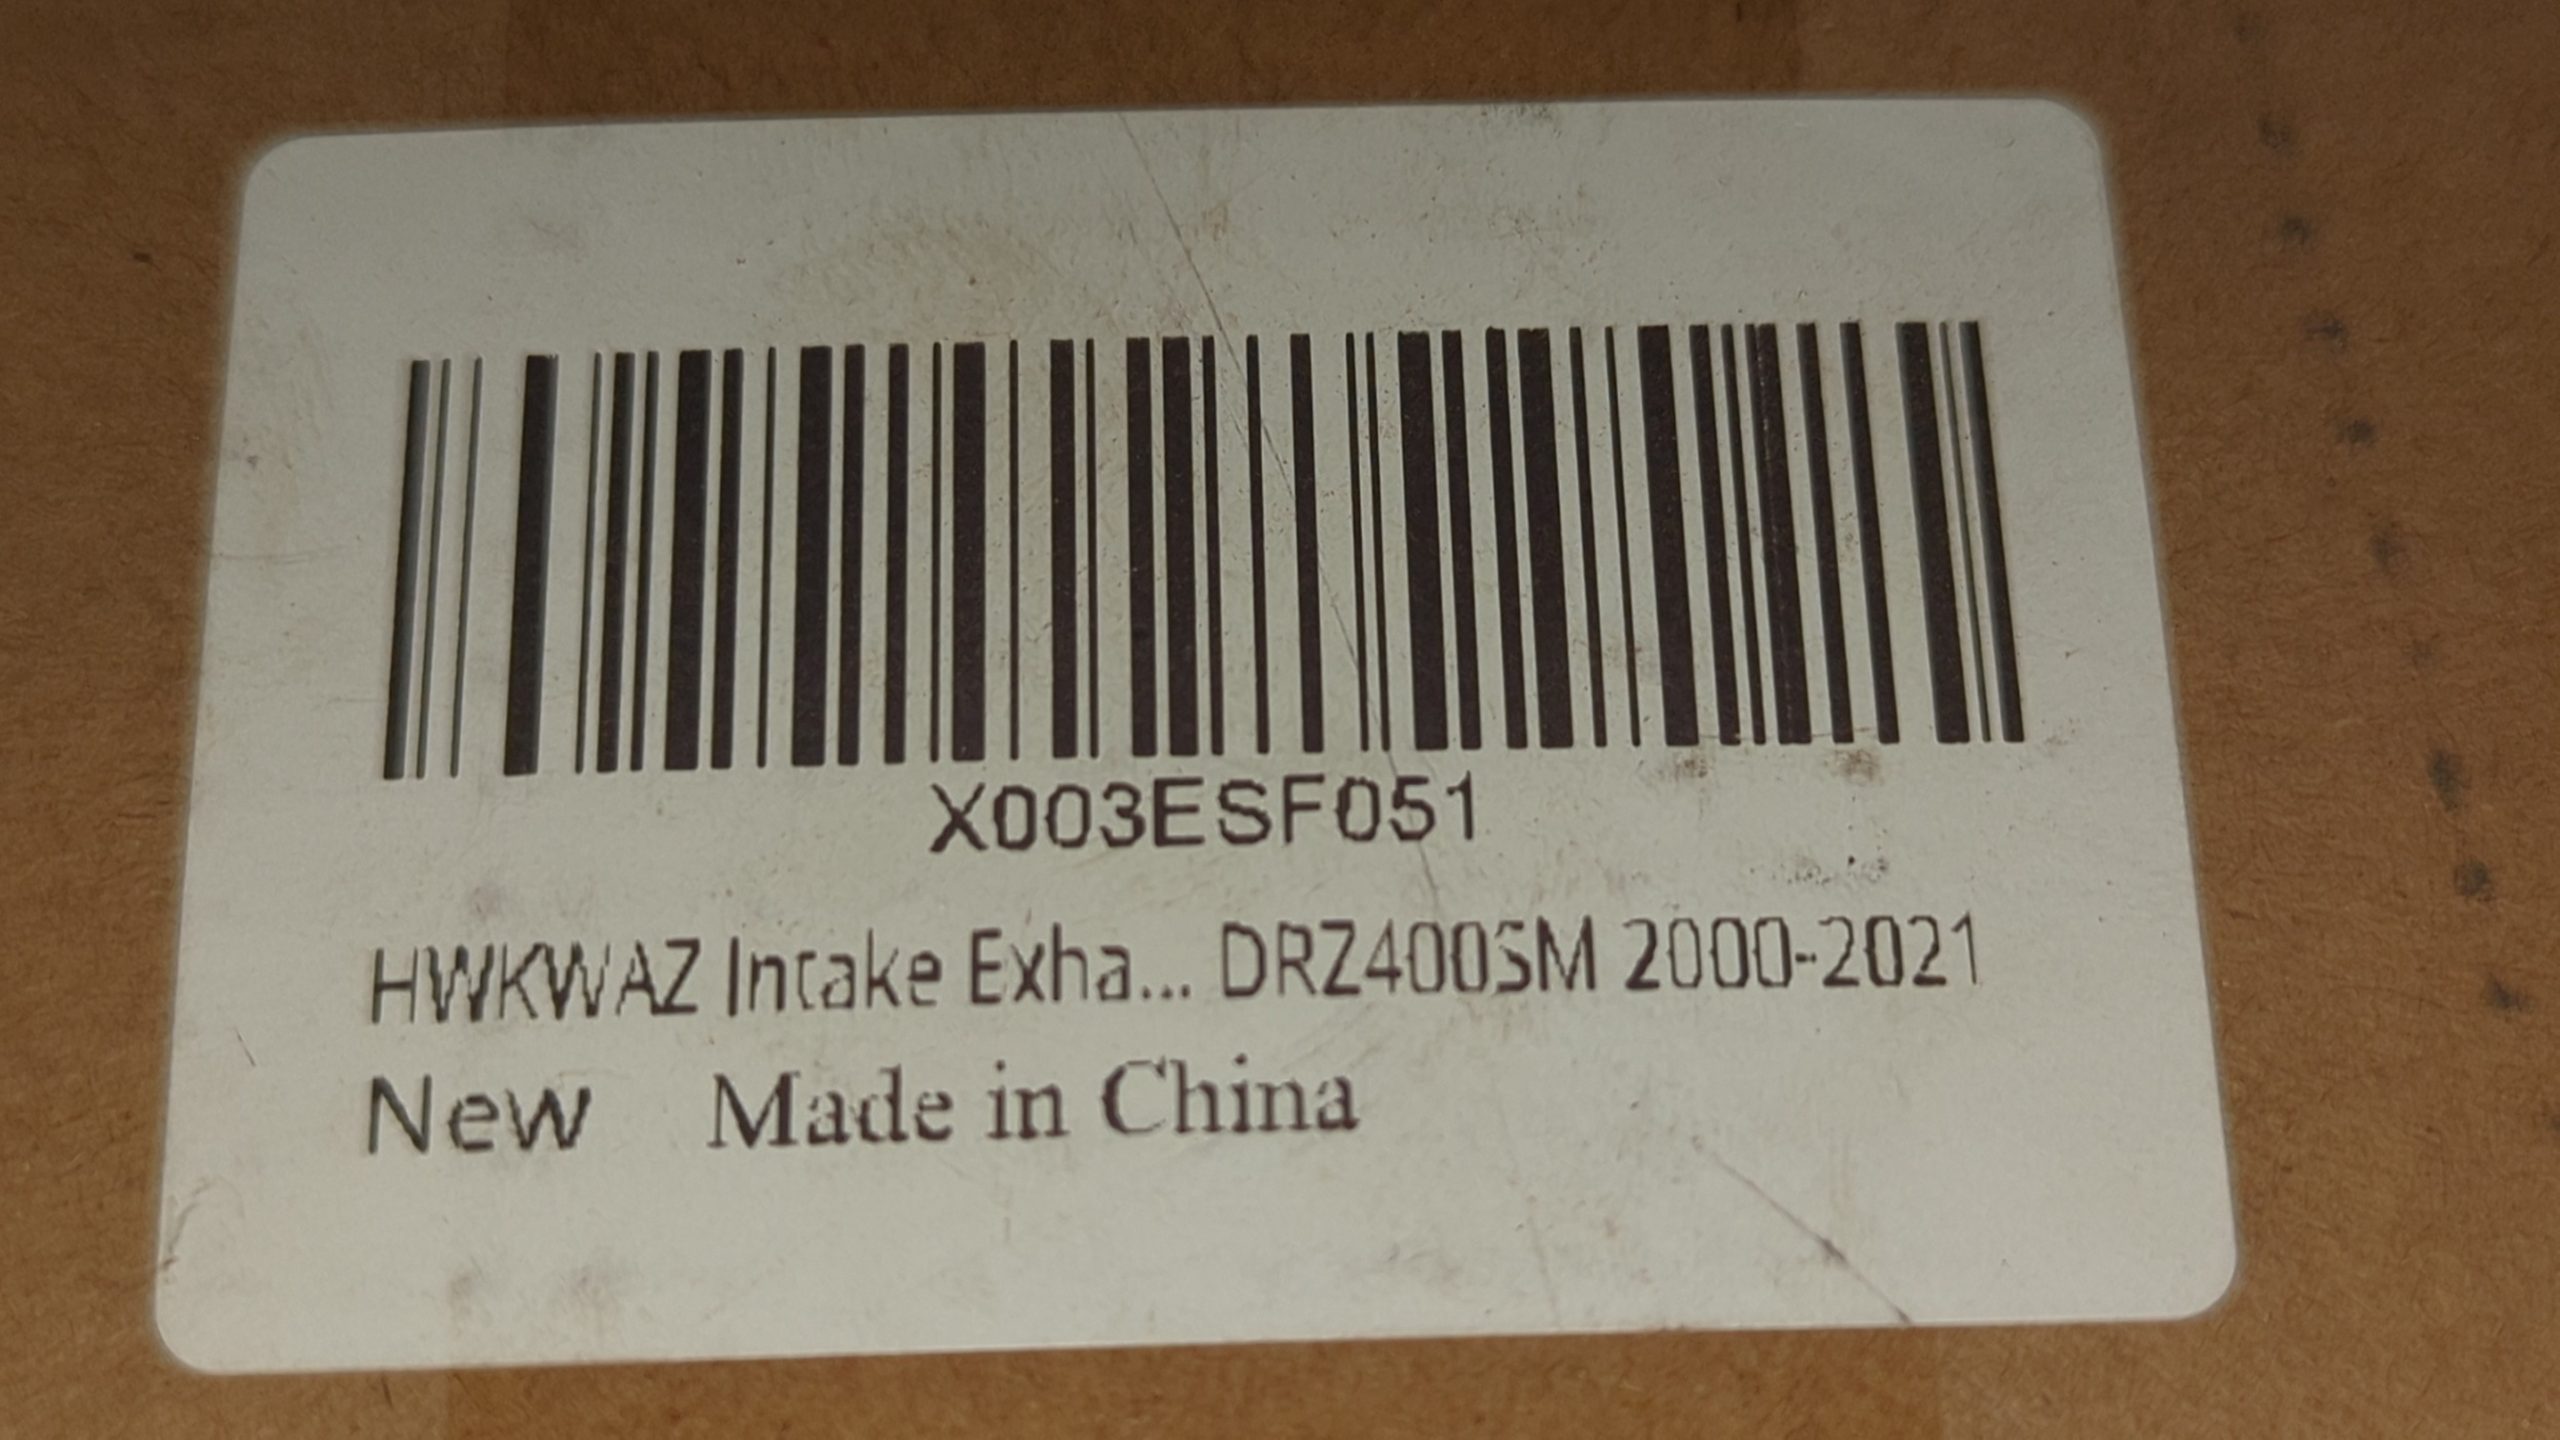 X003ESF051
HWKWAZ Intake Exha... DRZ400SM 2000-2021
New Made in China